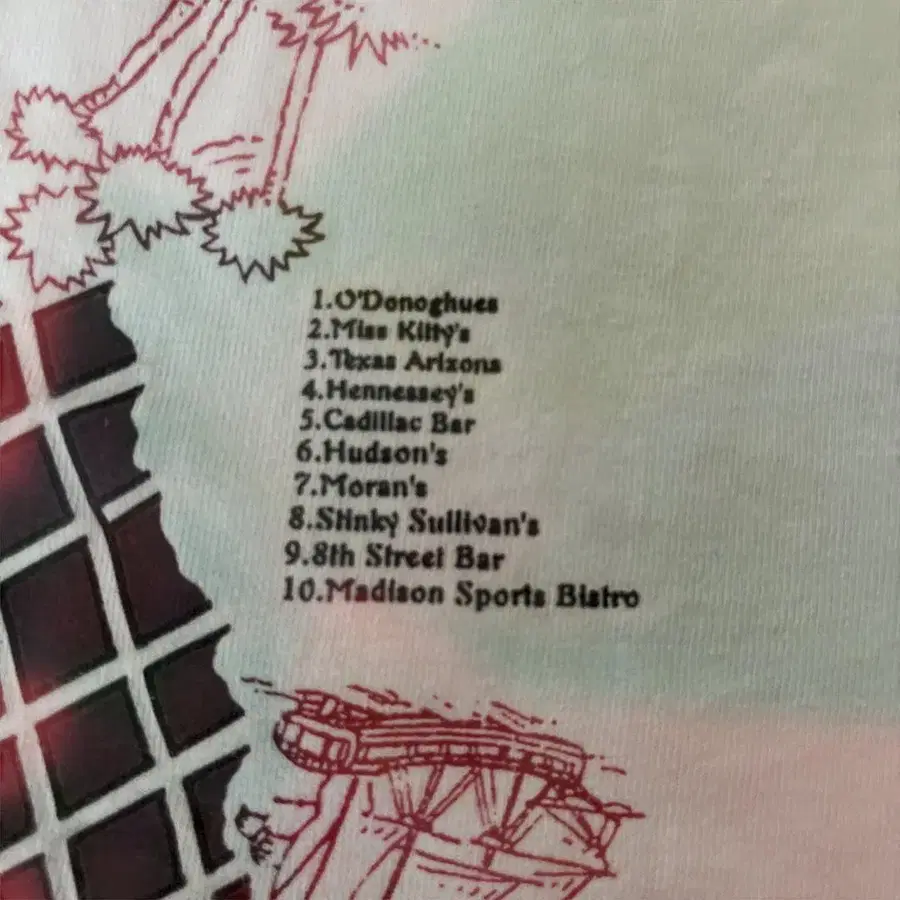 1.O'Donoghues
2.Miss Kitty's
3.Texas Arizona
4.Hennessey's
5.Cadillac Bar
6.Hudson's
7.Moran's
8.Stinky Sullivan's
9.8th Street Bar
10.Madison Sports Bistro